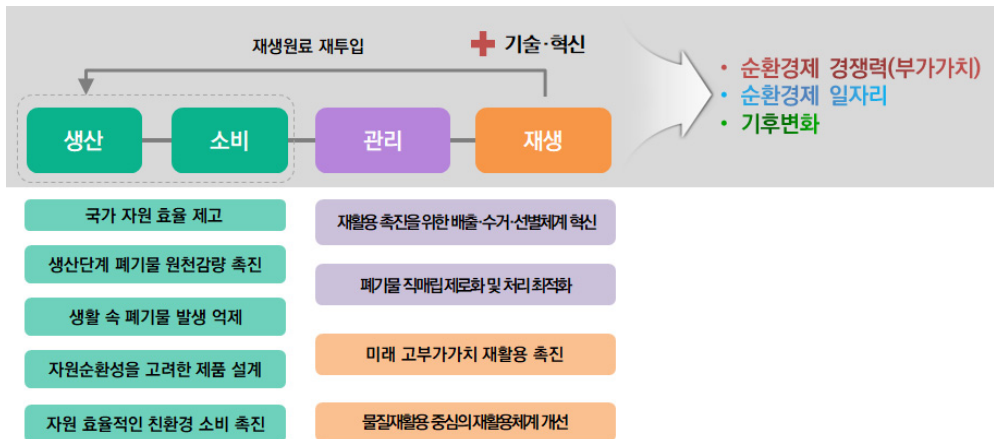 재생원료 재투입
기술·혁신
생산
소비
관리
재생
• 순환경제 경쟁력(부가가치)
• 순환경제 일자리
• 기후변화
국가 자원 효율 제고
생산단계 폐기물 원천감량 촉진
생활 속 폐기물 발생 억제
자원순환성을 고려한 제품 설계
자원 효율적인 친환경 소비 촉진
재활용 촉진을 위한 배출·수거·선별체계 혁신
폐기물 직매립 제로화 및 처리 최적화
미래 고부가가치 재활용 촉진
물질재활용 중심의 재활용체계 개선